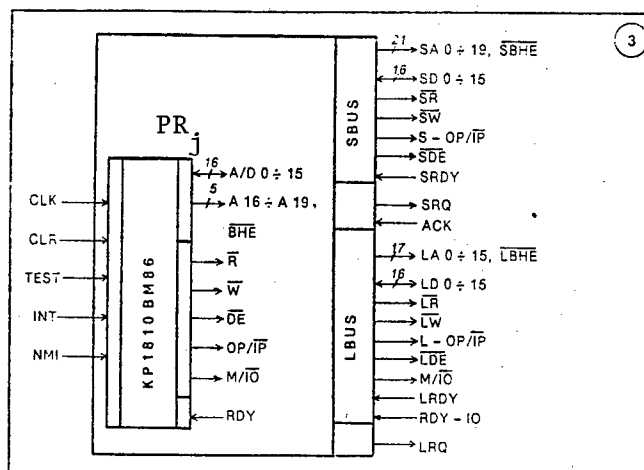 3
21
SA 0 ÷ 19, SBHE
16
SD 0 ÷ 15
SR
SW
S – OP/IP
SDE
SRDY
SRQ
ACK
SBUS
PRj
16
A/D 0 ÷ 15
5
A 16 ÷ A 19,
BHE
R
W
DE
OP/IP
M/IO
RDY
CLK
CLR
TEST
INT
NMI
KP1810BM86
17
LA 0 ÷ 15, LBHE
16
LD 0 ÷ 15
LR
LW
L – OP/IP
LDE
M/IO
LRDY
RDY – IO
LRQ
LBUS